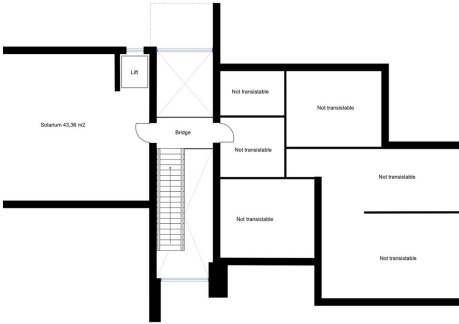 Lift
Not transistable
Not transistable
Solarium 43,36 m2
Bridge
Not transistable
Not transistable
Not transistable
Not transistable